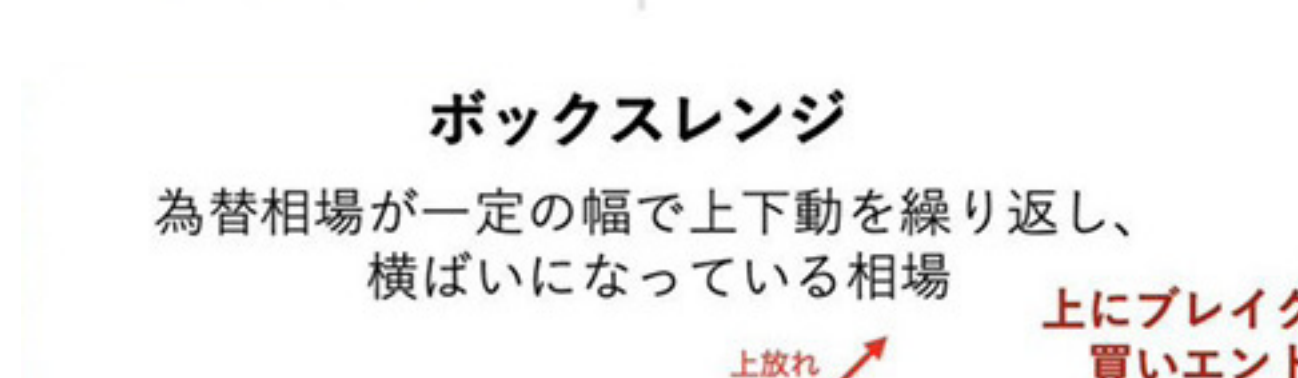 ボックスレンジ
為替相場が一定の幅で上下動を繰り返し、
横ばいになっている相場
上にブレイク
上放れ
買いエント